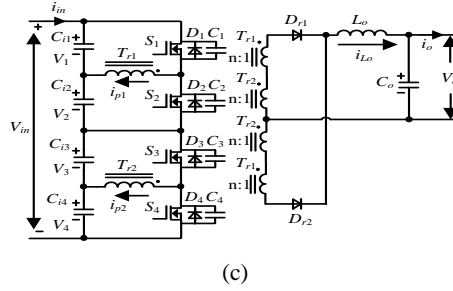 i_in
+
C_i1
+
V_1
−
T_r1
i_p1
C_i2
+
V_2
−
V_in
C_i3
+
V_3
−
T_r2
i_p2
C_i4
+
V_4
−
−
S_1
D_1 C_1
S_2
D_2 C_2
S_3
D_3 C_3
S_4
D_4 C_4
T_r1
n:1
T_r2
n:1
T_r2
n:1
T_r1
n:1
D_r1
D_r2
L_o
i_Lo
i_o
C_o
+
−
(c)